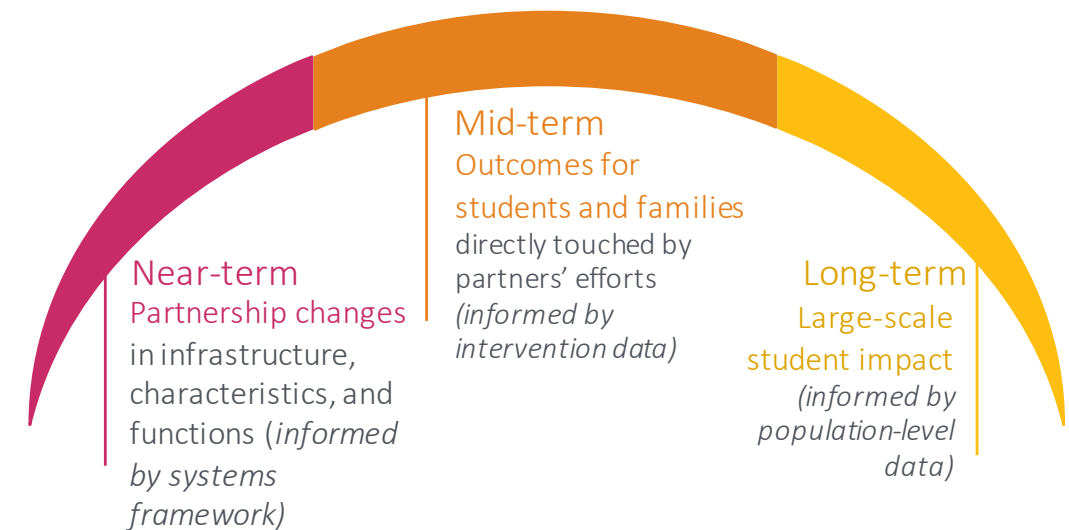 Near-term
Partnership changes
in infrastructure,
characteristics, and
functions (informed
by systems
framework)
Mid-term
Outcomes for
students and families
directly touched by
partners’ efforts
(informed by
intervention data)
Long-term
Large-scale
student impact
(informed by
population-level
data)